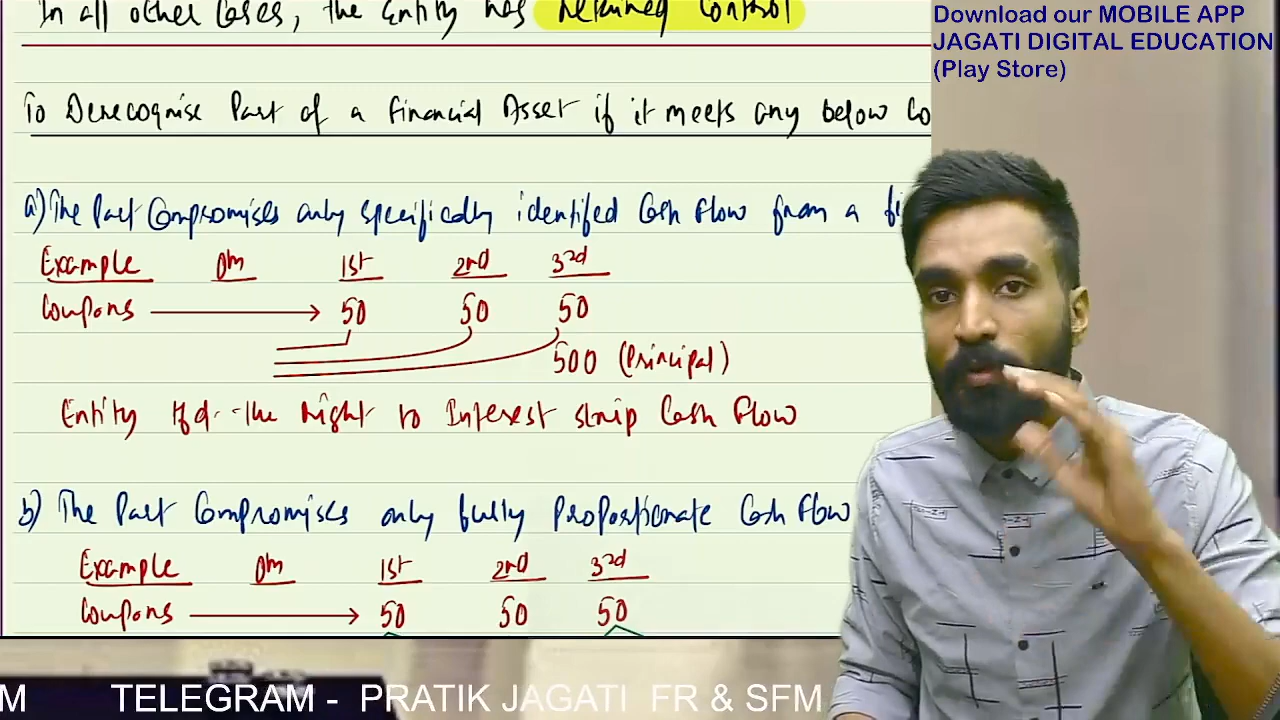 In all other Cases, the Entity has retained Control
To Derecognise Part of a Financial Asset if it meets any below Co
a) The Part Compromises only specifically identifed Cash Flow from a fi
Example 0m 1st 2nd 3rd
Coupons 50 50 50
500 (Principal)
Entity the Right to Interest strip Cash Flow
b) The Part Compromises only fully Proportionate Cash Flow
Example 0m 1st 2nd 3rd
Coupons 50 50 50
Download our MOBILE APP
JAGATI DIGITAL EDUCATION
(Play Store)
M TELEGRAM - PRATIK JAGATI FR & SFM